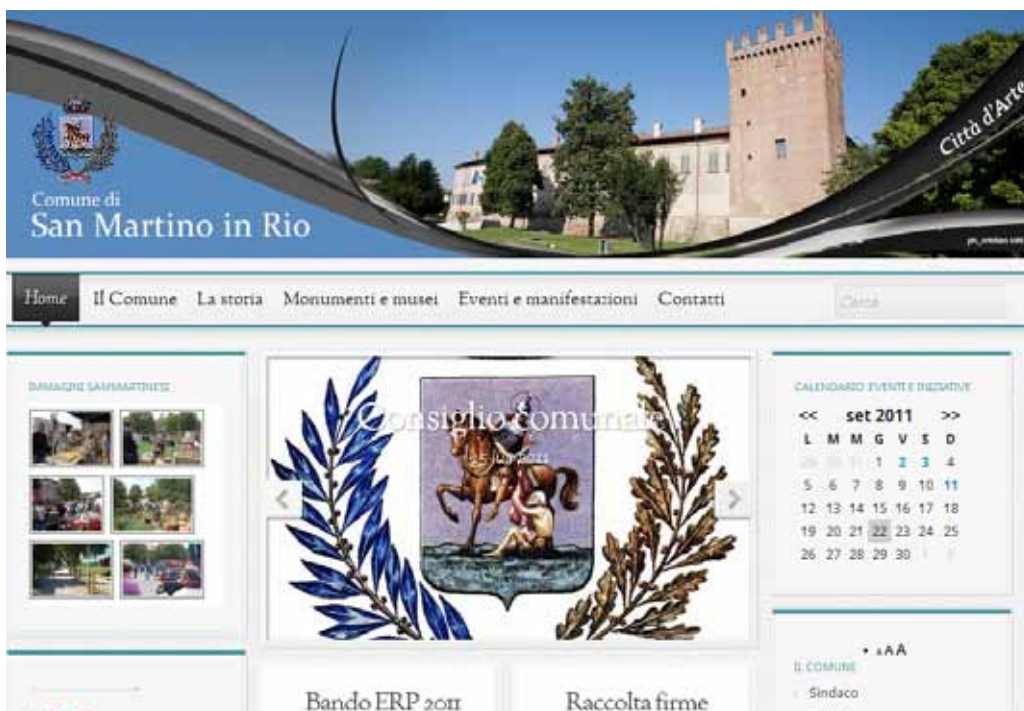 Città d'Arte
Comune di
San Martino in Rio
Home Il Comune La storia Monumenti e musei Eventi e manifestazioni Contatti Cerca
IMMAGINI SAMMARTINESI
Consiglio comunale
CALENDARIO EVENTI E INIZIATIVE
<< set 2011 >>
L M M G V S D
29 30 31 1 2 3 4
5 6 7 8 9 10 11
12 13 14 15 16 17 18
19 20 21 22 23 24 25
26 27 28 29 30 1 2
A A A
IL COMUNE
Sindaco
Bando ERP 2011
Raccolta firme